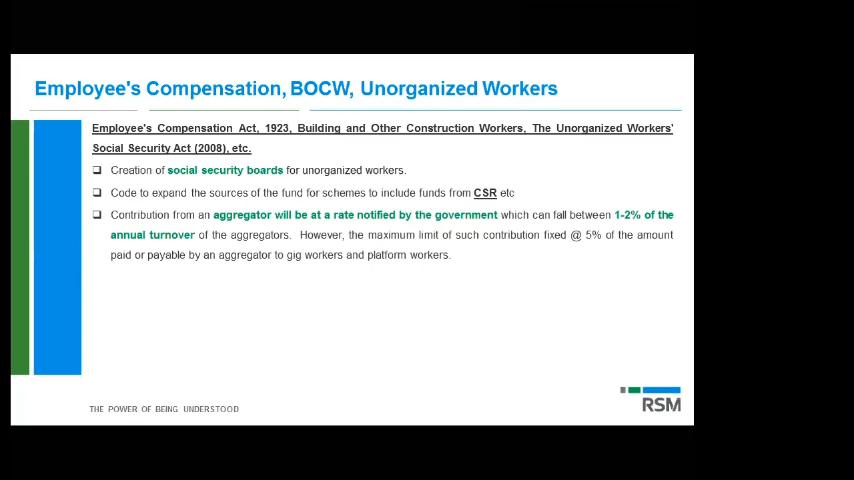 Employee's Compensation, BOCW, Unorganized Workers
Employee's Compensation Act, 1923, Building and Other Construction Workers, The Unorganized Workers'
Social Security Act (2008), etc.
Creation of social security boards for unorganized workers.
Code to expand the sources of the fund for schemes to include funds from CSR etc
Contribution from an aggregator will be at a rate notified by the government which can fall between 1-2% of the
annual turnover of the aggregators. However, the maximum limit of such contribution fixed @ 5% of the amount
paid or payable by an aggregator to gig workers and platform workers.
THE POWER OF BEING UNDERSTOOD
RSM